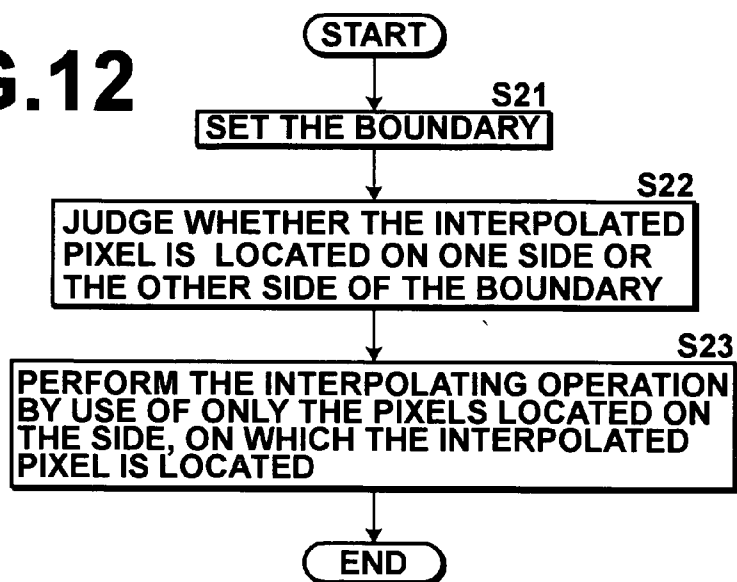 G.12
START
S21
SET THE BOUNDARY
S22
JUDGE WHETHER THE INTERPOLATED
PIXEL IS LOCATED ON ONE SIDE OR
THE OTHER SIDE OF THE BOUNDARY
S23
PERFORM THE INTERPOLATING OPERATION
BY USE OF ONLY THE PIXELS LOCATED ON
THE SIDE, ON WHICH THE INTERPOLATED
PIXEL IS LOCATED
END